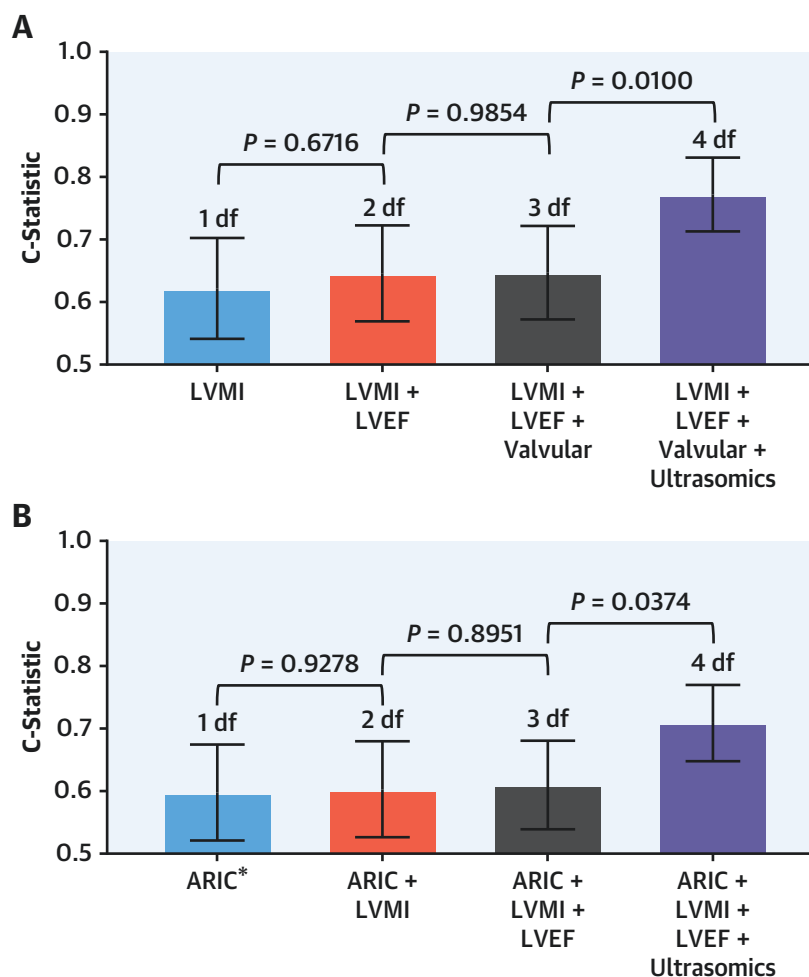 A
1.0
P = 0.0100
0.9
P = 0.9854
P = 0.6716
4 df
0.8
C-Statistic
1 df
2 df
3 df
0.7
0.6
0.5
LVMI
LVMI +
LVEF
LVMI +
LVEF +
Valvular
LVMI +
LVEF +
Valvular +
Ultrasomics
B
1.0
0.9
P = 0.0374
P = 0.8951
0.8
P = 0.9278
4 df
C-Statistic
1 df
2 df
3 df
0.7
0.6
0.5
ARIC*
ARIC +
LVMI
ARIC +
LVMI +
LVEF
ARIC +
LVMI +
LVEF +
Ultrasomics